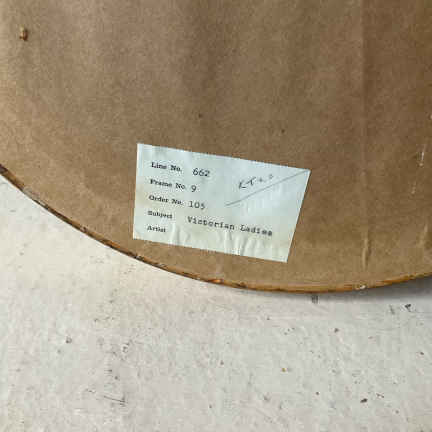 Line No. 662
Frame No. 9
Order No. 105
Subject Victorian Ladies
Artist